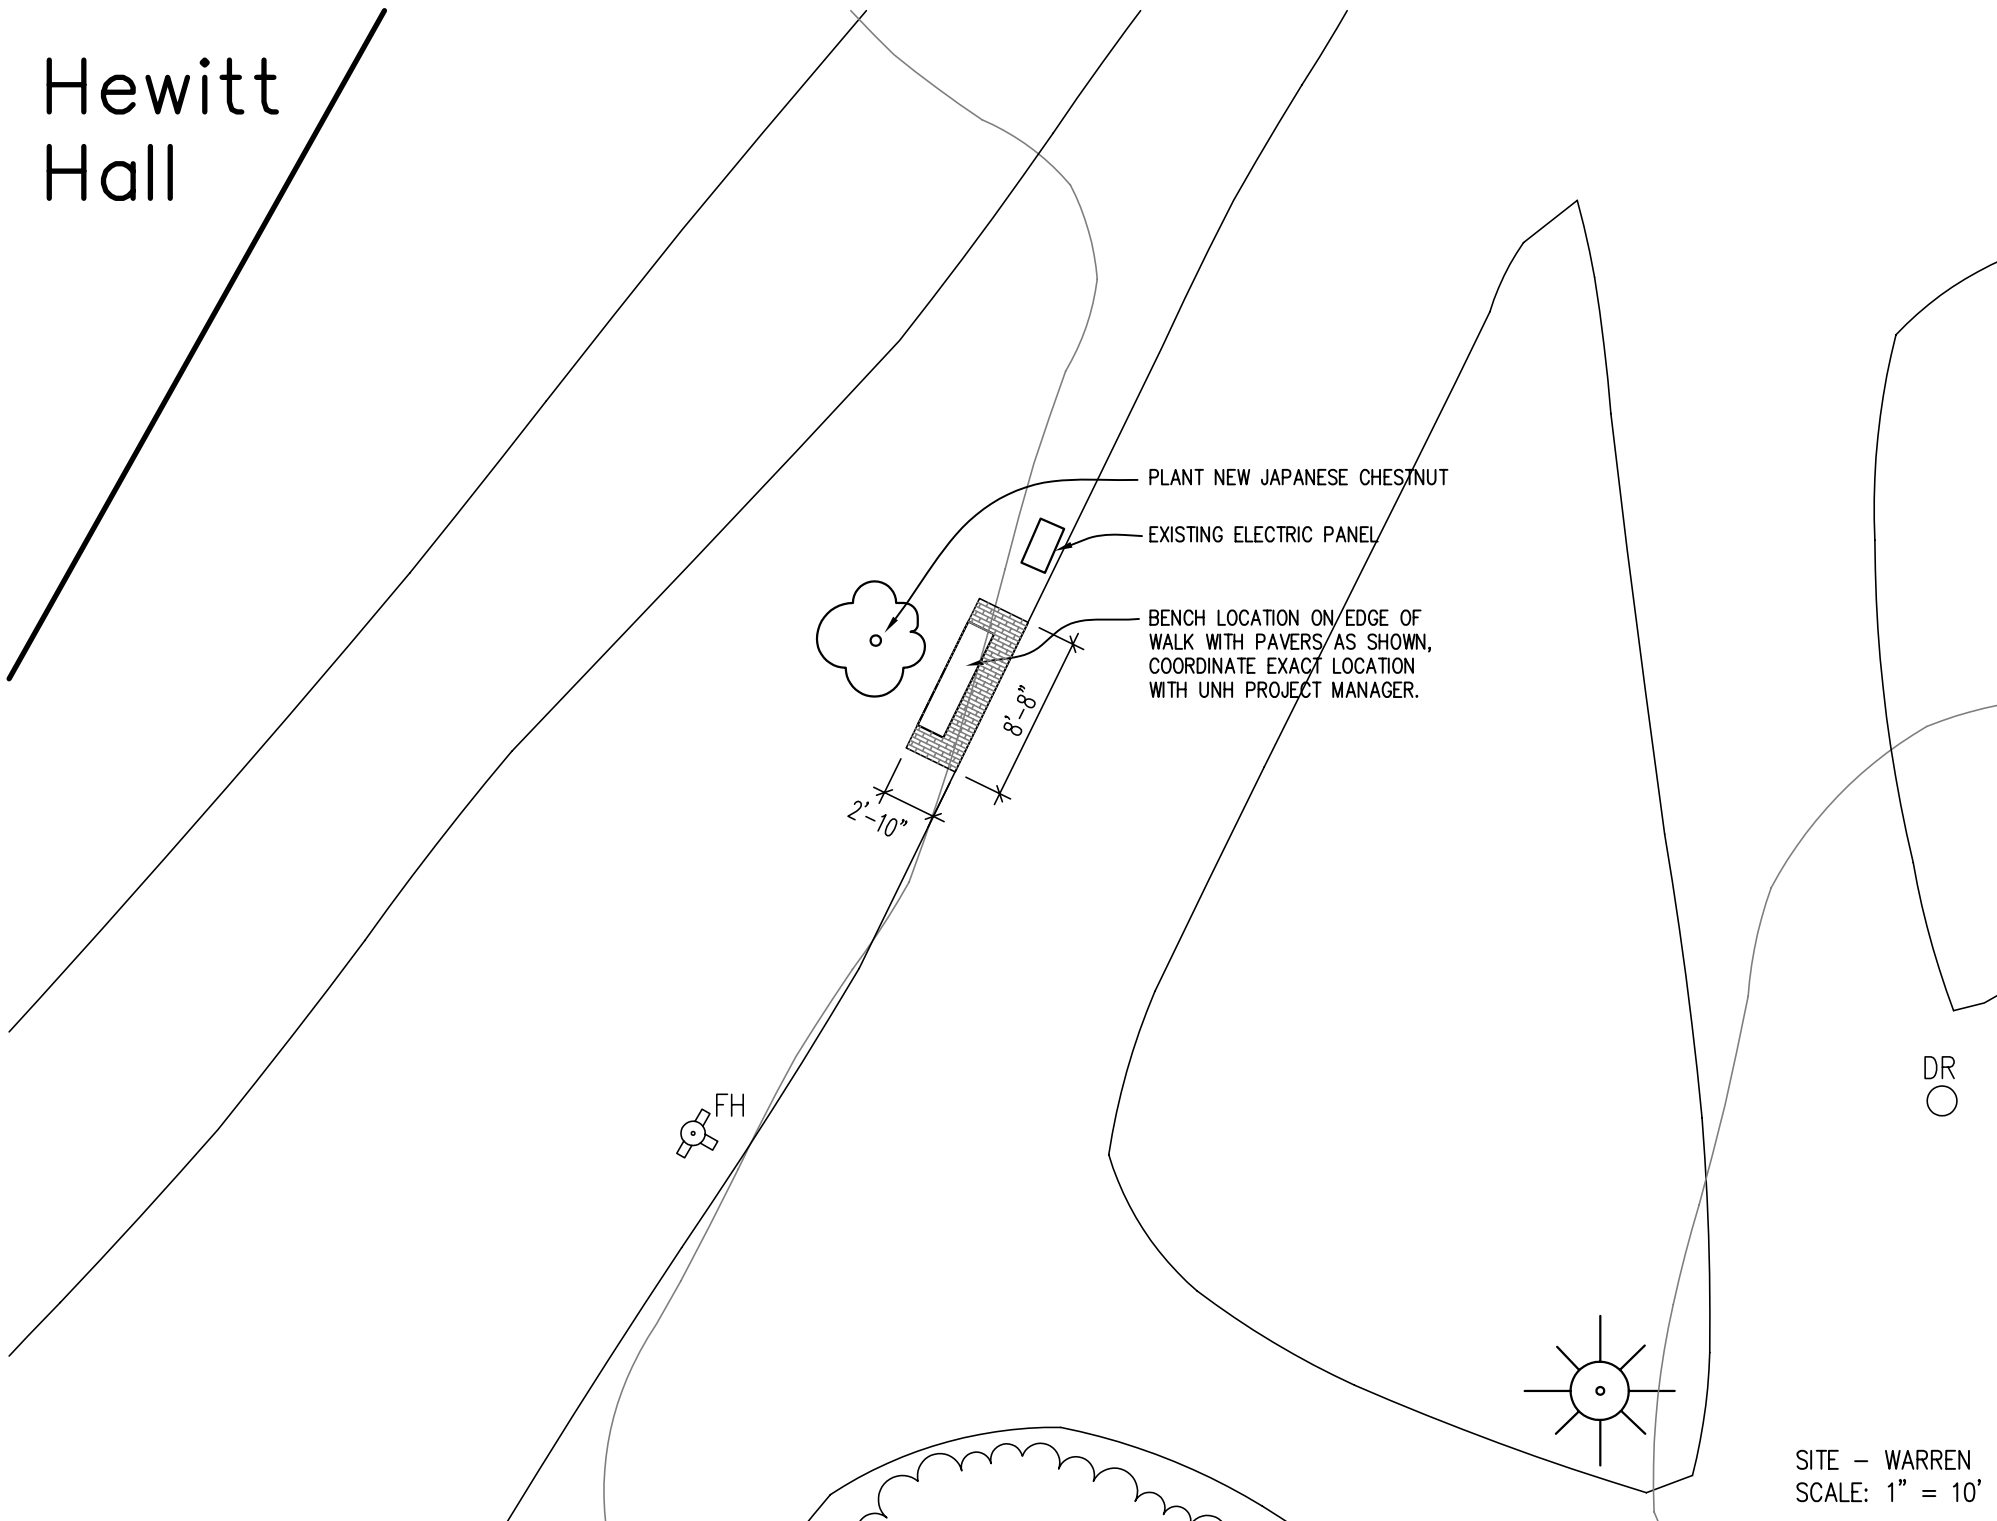 Hewitt
Hall
PLANT NEW JAPANESE CHESTNUT
EXISTING ELECTRIC PANEL
BENCH LOCATION ON EDGE OF
WALK WITH PAVERS AS SHOWN,
COORDINATE EXACT LOCATION
WITH UNH PROJECT MANAGER.
8'-8"
2'-10"
FH
DR
SITE - WARREN
SCALE: 1" = 10'